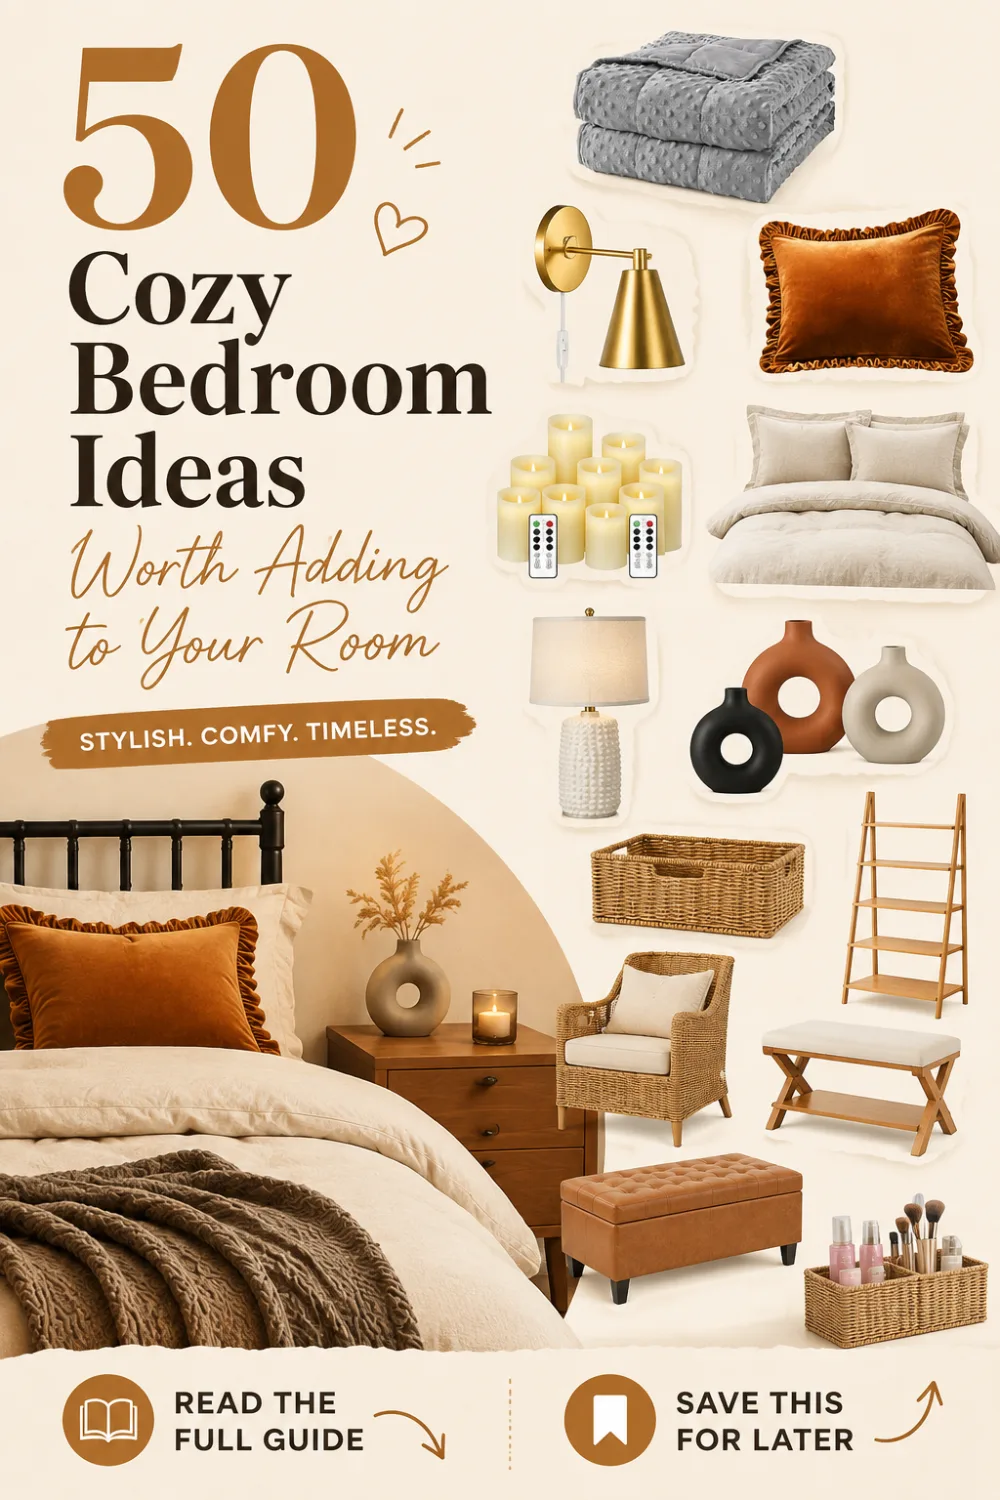 50
Cozy
Bedroom
Ideas
Worth Adding
to Your Room
STYLISH. COMFY. TIMELESS.
READ THE
FULL GUIDE
SAVE THIS
FOR LATER